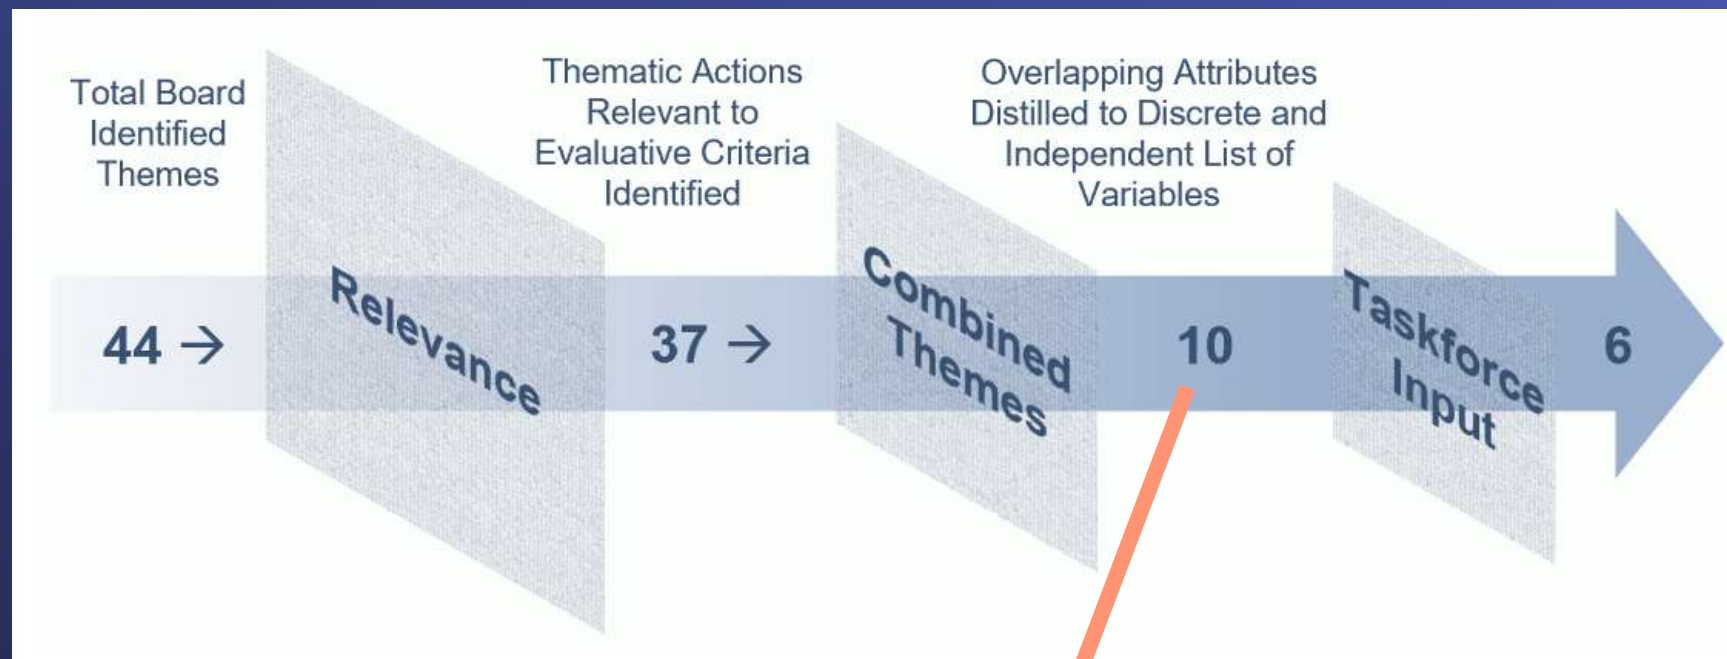 Total Board
Identified
Themes
Thematic Actions
Relevant to
Evaluative Criteria
Identified
Overlapping Attributes
Distilled to Discrete and
Independent List of
Variables
44 →
Relevance
37 →
Combined
Themes
10
Taskforce
Input
6